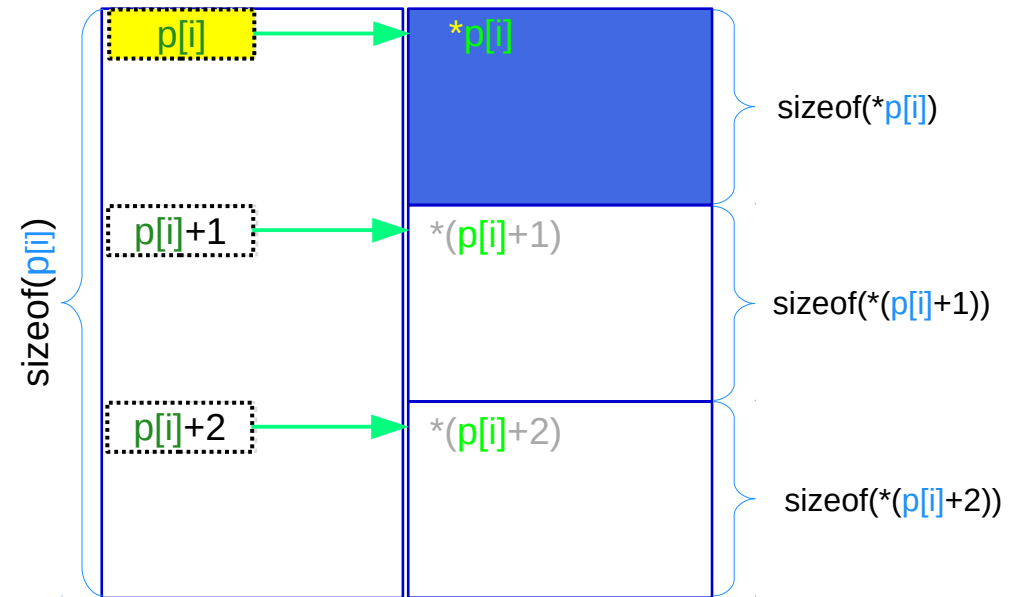 p[i]
*p[i]
sizeof(*p[i])
sizeof(p[i])
p[i]+1
*(p[i]+1)
sizeof(*(p[i]+1))
p[i]+2
*(p[i]+2)
sizeof(*(p[i]+2))